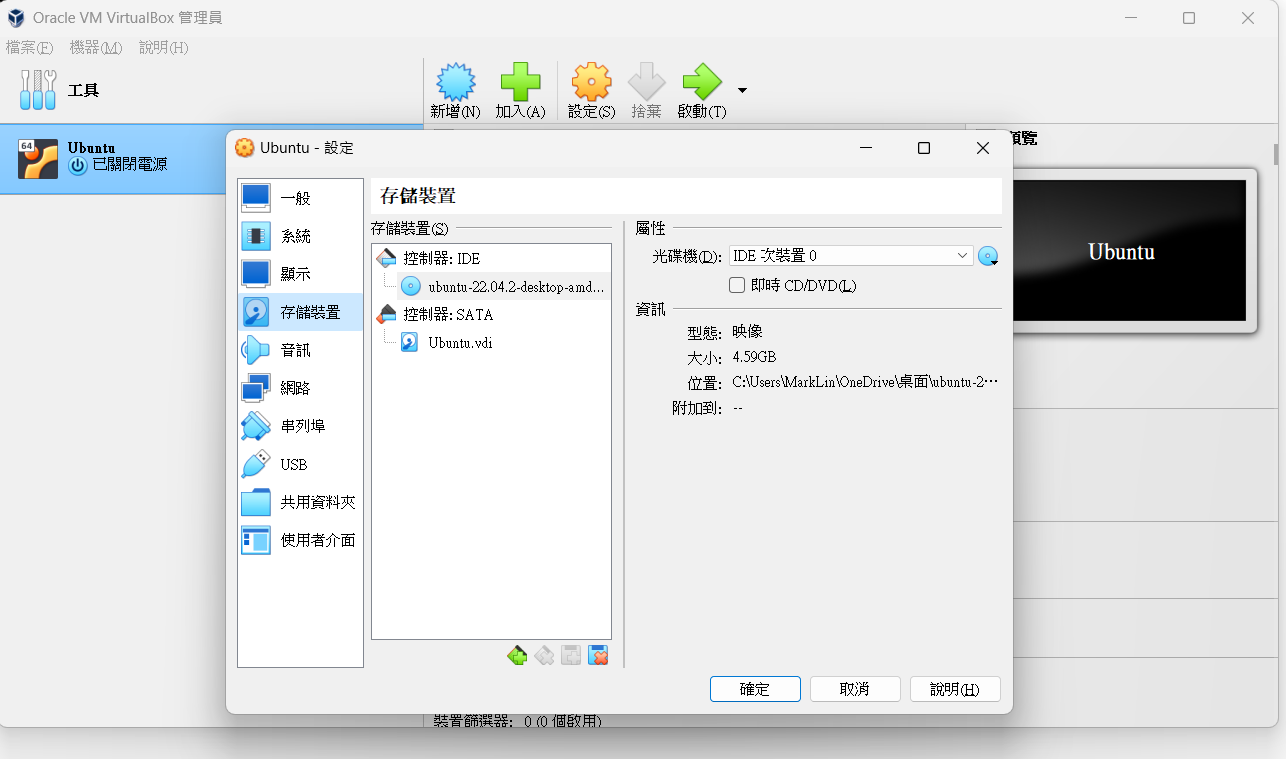 Oracle VM VirtualBox 管理員
檔案(F) 機器(M) 說明(H)
工具
新增(N) 加入(A) 設定(S) 捨棄 啟動(T)
64
Ubuntu
已關閉電源
預覽
Ubuntu
Ubuntu - 設定
一般
系統
顯示
存儲裝置
音訊
網路
串列埠
USB
共用資料夾
使用者介面
存儲裝置
存儲裝置(S)
控制器: IDE
ubuntu-22.04.2-desktop-amd...
控制器: SATA
Ubuntu.vdi
屬性
光碟機(D): IDE 次裝置 0
即時 CD/DVD(L)
資訊
型態: 映像
大小: 4.59GB
位置: C:\Users\MarkLin\OneDrive\桌面\ubuntu-2…
附加到: --
確定 取消 說明(H)
裝置篩選器: 0 (0 個啟用)